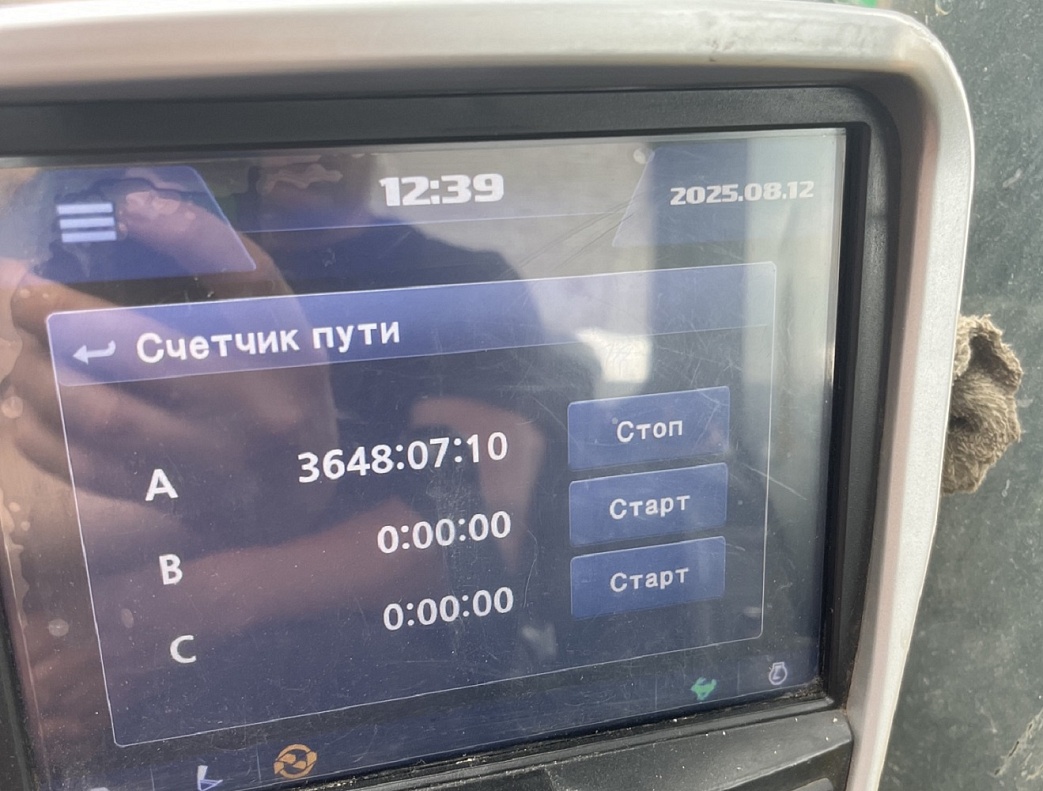 12:39
2025.08.12
Счетчик пути
A 3648:07:10 Стоп
B 0:00:00 Старт
C 0:00:00 Старт